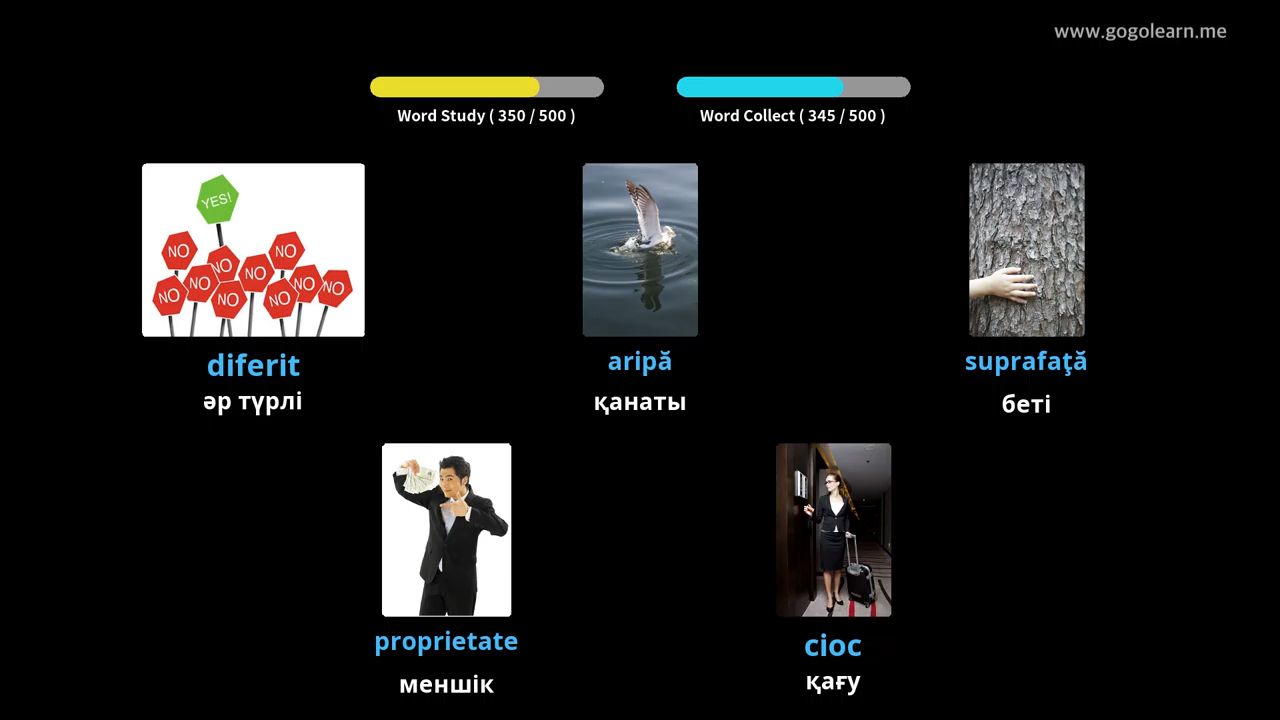 www.gogolearn.me
Word Study ( 350 / 500 )
Word Collect ( 345 / 500 )
YES!
NO
NO
NO
NO
NO
NO
NO
NO
NO
NO
diferit
әр түрлі
aripă
қанаты
suprafaţă
беті
proprietate
меншік
cioc
қағу